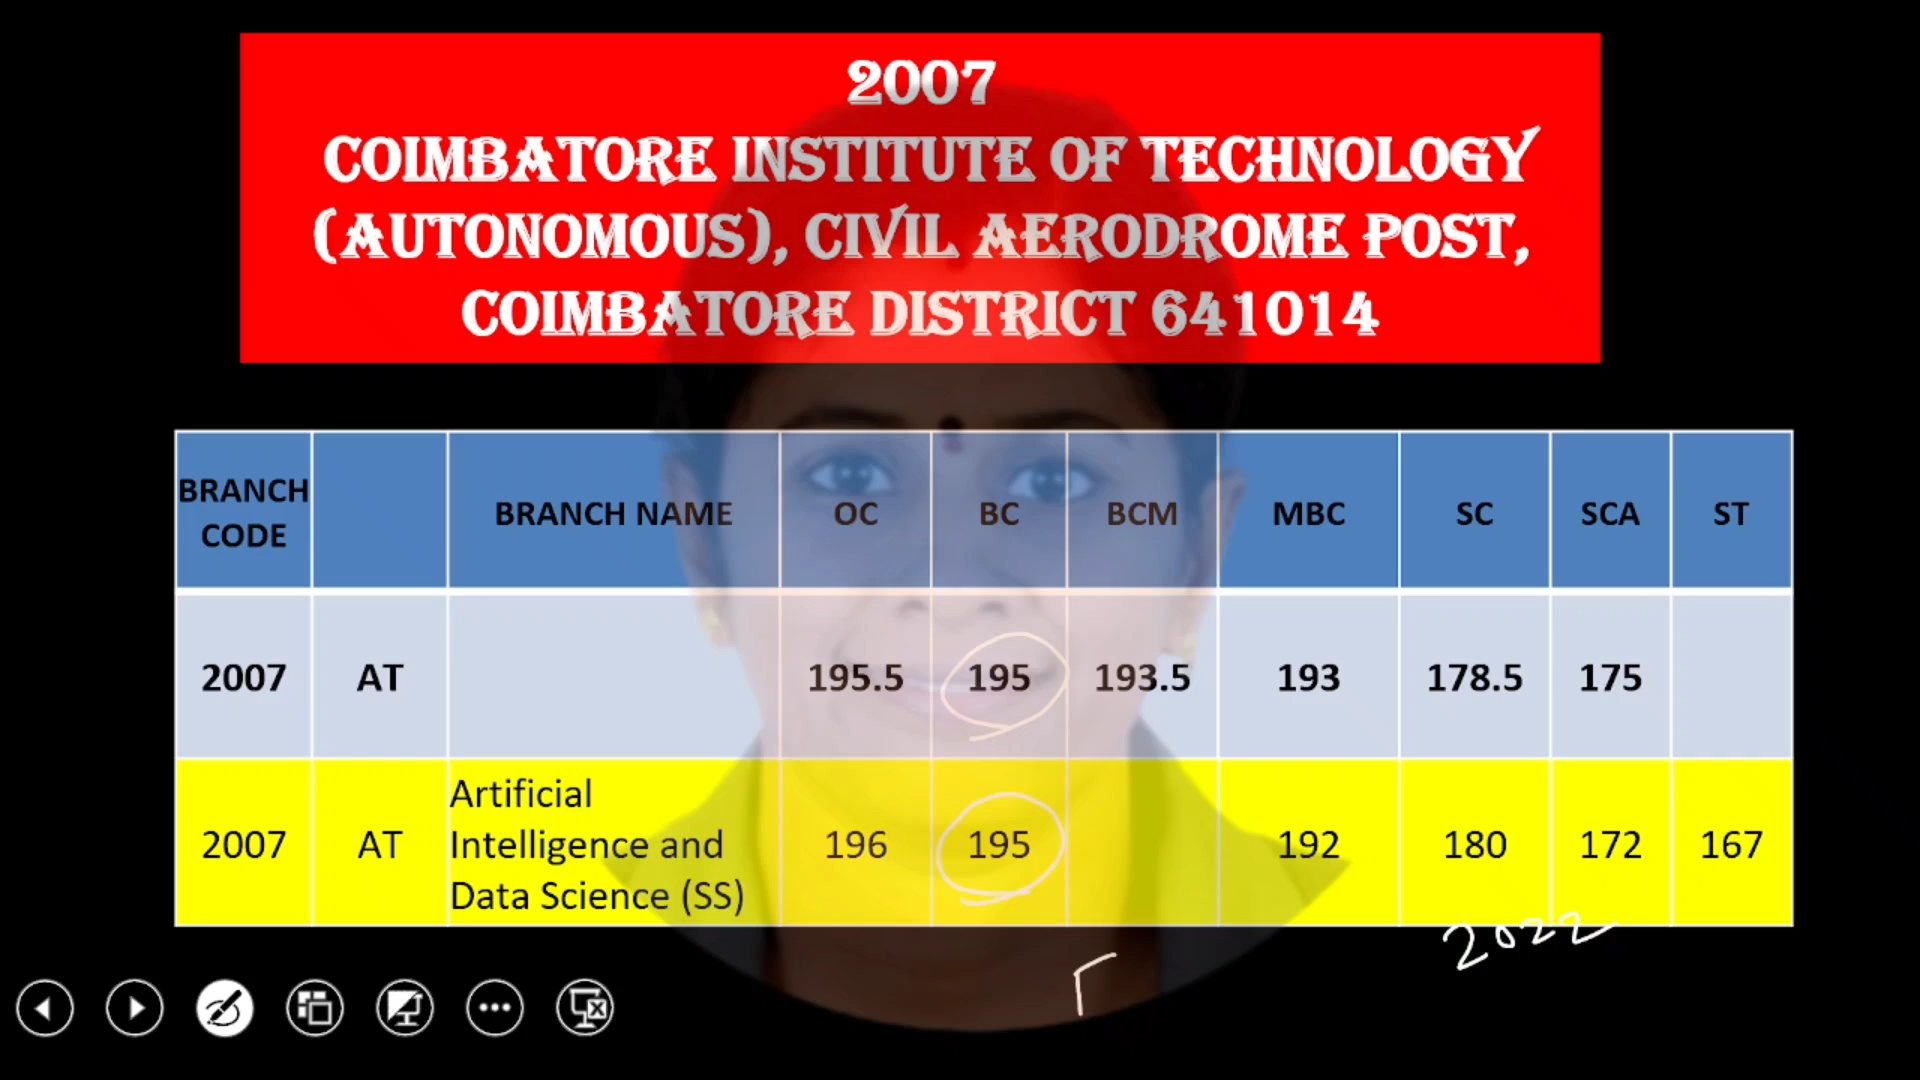 2007
COIMBATORE INSTITUTE OF TECHNOLOGY
(AUTONOMOUS), CIVIL AERODROME POST,
COIMBATORE DISTRICT 641014
BRANCH CODE BRANCH NAME OC BC BCM MBC SC SCA ST
2007 AT 195.5 195 193.5 193 178.5 175
2007 AT Artificial Intelligence and Data Science (SS) 196 195 192 180 172 167
2022